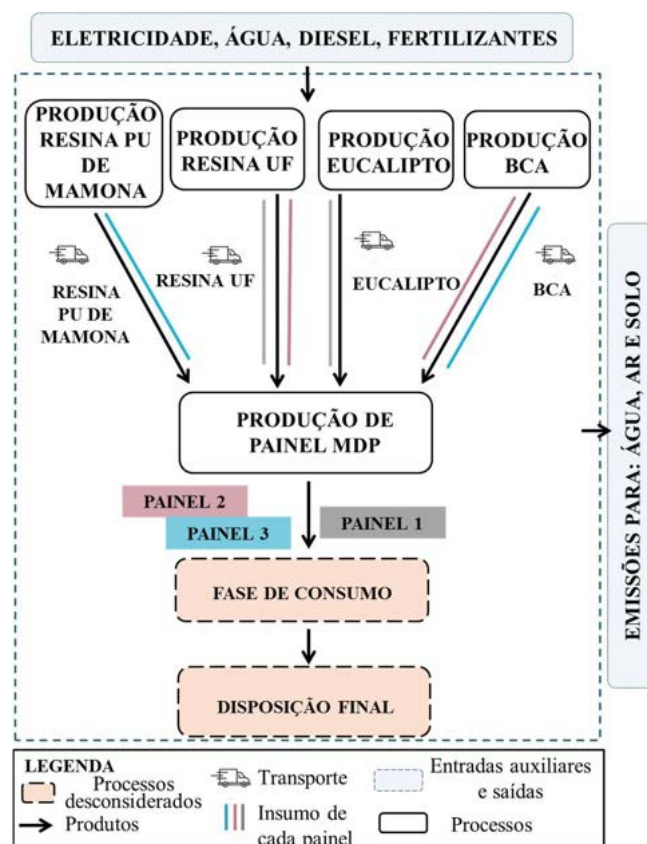 ELETRICIDADE, ÁGUA, DIESEL, FERTILIZANTES
PRODUÇÃO
RESINA PU
DE
MAMONA
PRODUÇÃO
RESINA UF
PRODUÇÃO
EUCALIPTO
PRODUÇÃO
BCA
RESINA
PU DE
MAMONA
RESINA UF
EUCALIPTO
BCA
PRODUÇÃO DE
PAINEL MDP
PAINEL 2
PAINEL 3
PAINEL 1
FASE DE CONSUMO
DISPOSIÇÃO FINAL
EMISSÕES PARA: ÁGUA, AR E SOLO
LEGENDA
Processos
desconsiderados
Produtos
Transporte
Insumo de
cada painel
Entradas auxiliares
e saídas
Processos